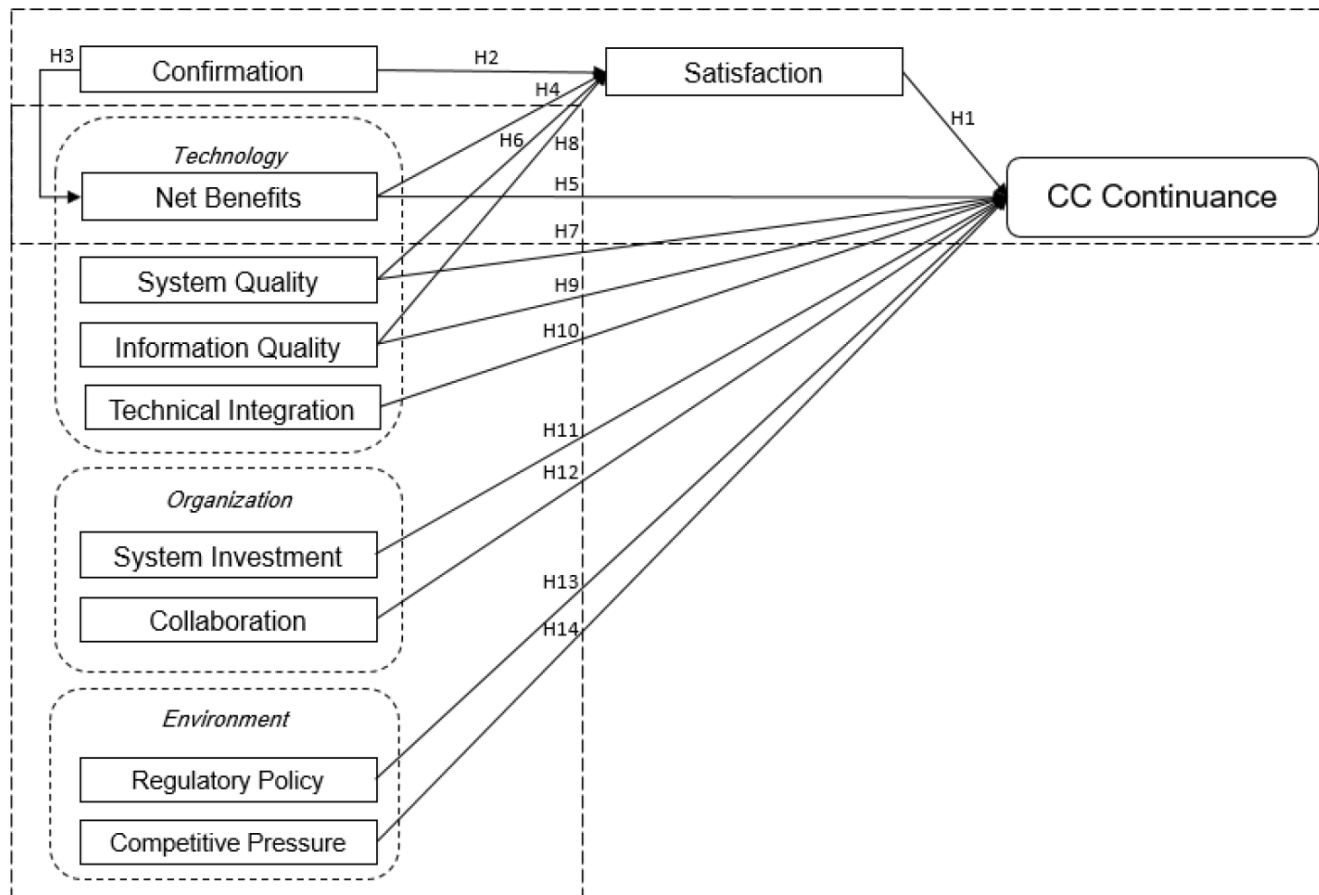 H3
Confirmation
H2
Satisfaction
H4
H1
H6
H8
Technology
Net Benefits
H5
CC Continuance
H7
System Quality
H9
Information Quality
H10
Technical Integration
H11
H12
Organization
System Investment
Collaboration
H13
H14
Environment
Regulatory Policy
Competitive Pressure